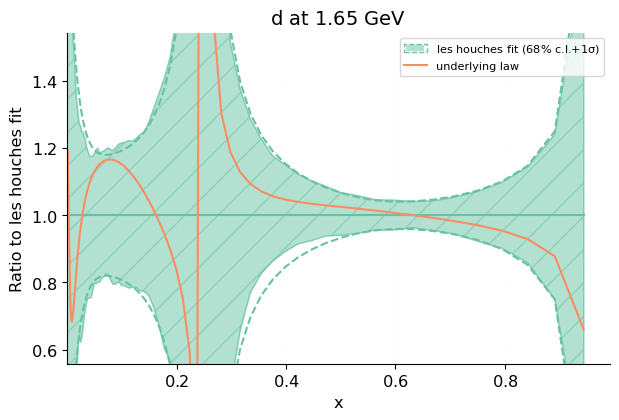 d at 1.65 GeV
les houches fit (68% c.l.+1σ)
underlying law
Ratio to les houches fit
1.4
1.2
1.0
0.8
0.6
0.2 0.4 0.6 0.8
x